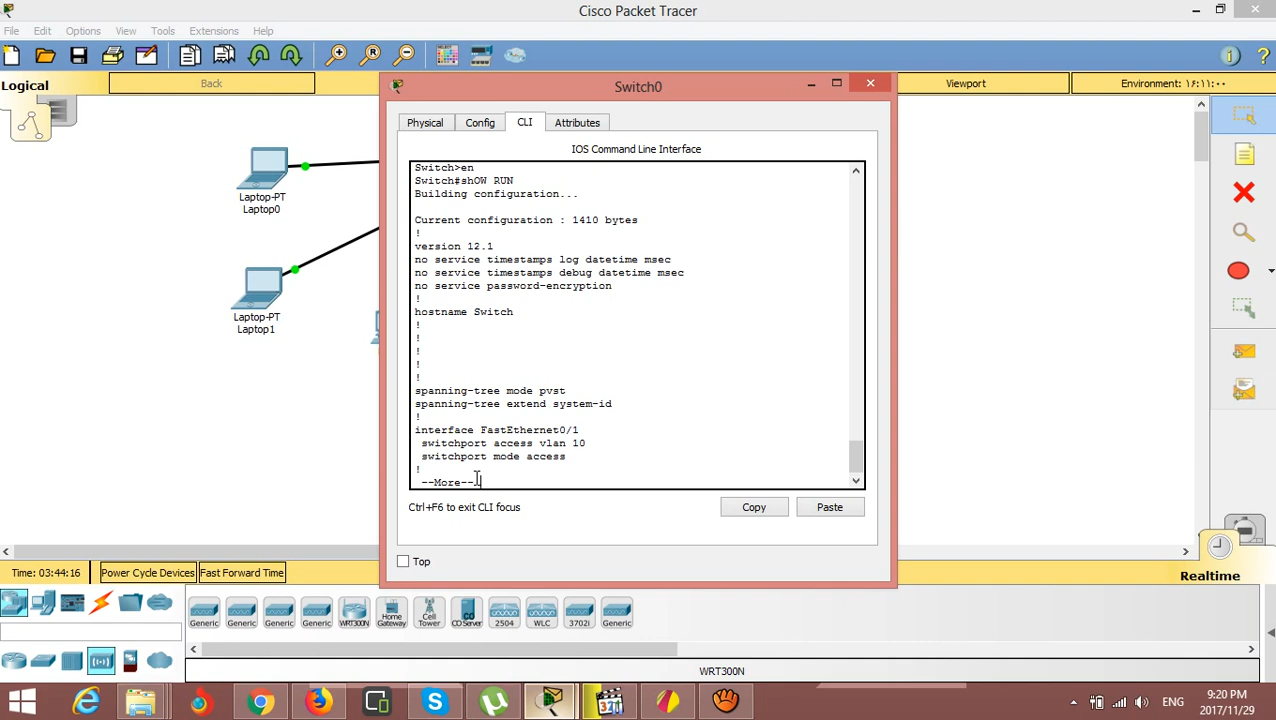 Cisco Packet Tracer
File Edit Options View Tools Extensions Help
Logical
Back
Viewport
Environment: ۱۶:۱۱:۰۰
Switch0
Physical
Config
CLI
Attributes
IOS Command Line Interface
Switch>en
Switch#shOW RUN
Building configuration...
Current configuration : 1410 bytes
!
version 12.1
no service timestamps log datetime msec
no service timestamps debug datetime msec
no service password-encryption
!
hostname Switch
!
!
!
!
!
spanning-tree mode pvst
spanning-tree extend system-id
!
interface FastEthernet0/1
switchport access vlan 10
switchport mode access
!
--More--
Ctrl+F6 to exit CLI focus
Copy
Paste
Top
Laptop-PT
Laptop0
Laptop-PT
Laptop1
Time: 03:44:16
Power Cycle Devices
Fast Forward Time
Realtime
Generic
Generic
Generic
Generic
WRT300N
Home Gateway
Cell Tower
CO Server
2504
WLC
3702i
Generic
WRT300N
ENG
9:20 PM
2017/11/29